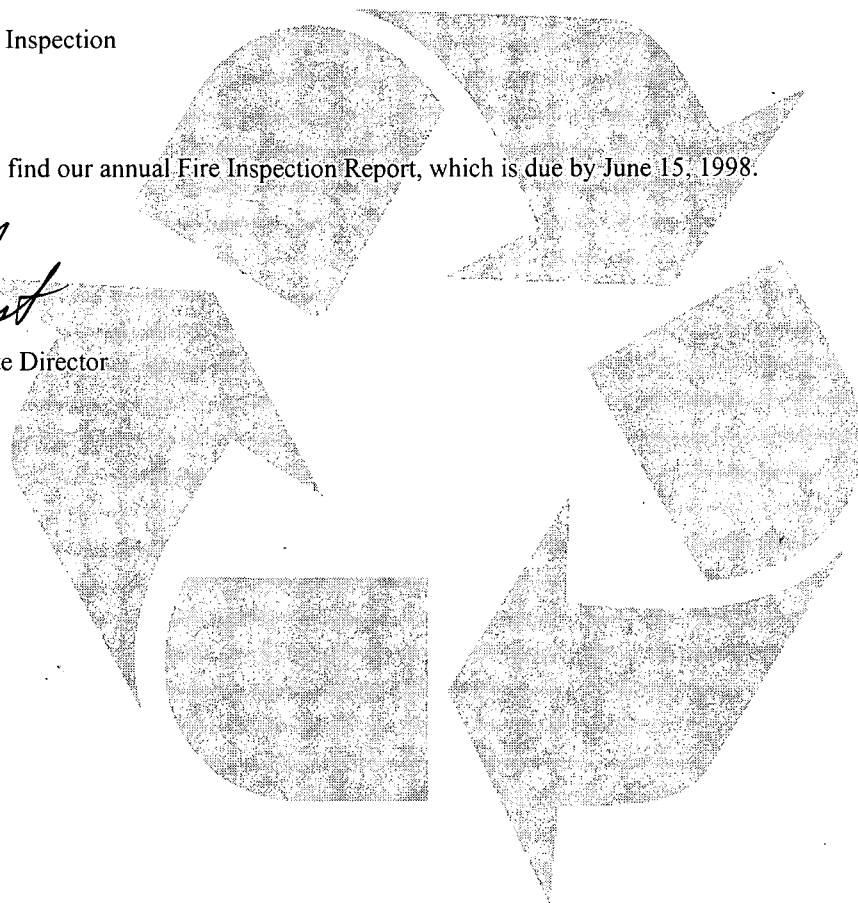 Inspection
find our annual Fire Inspection Report, which is due by June 15, 1998.
Director